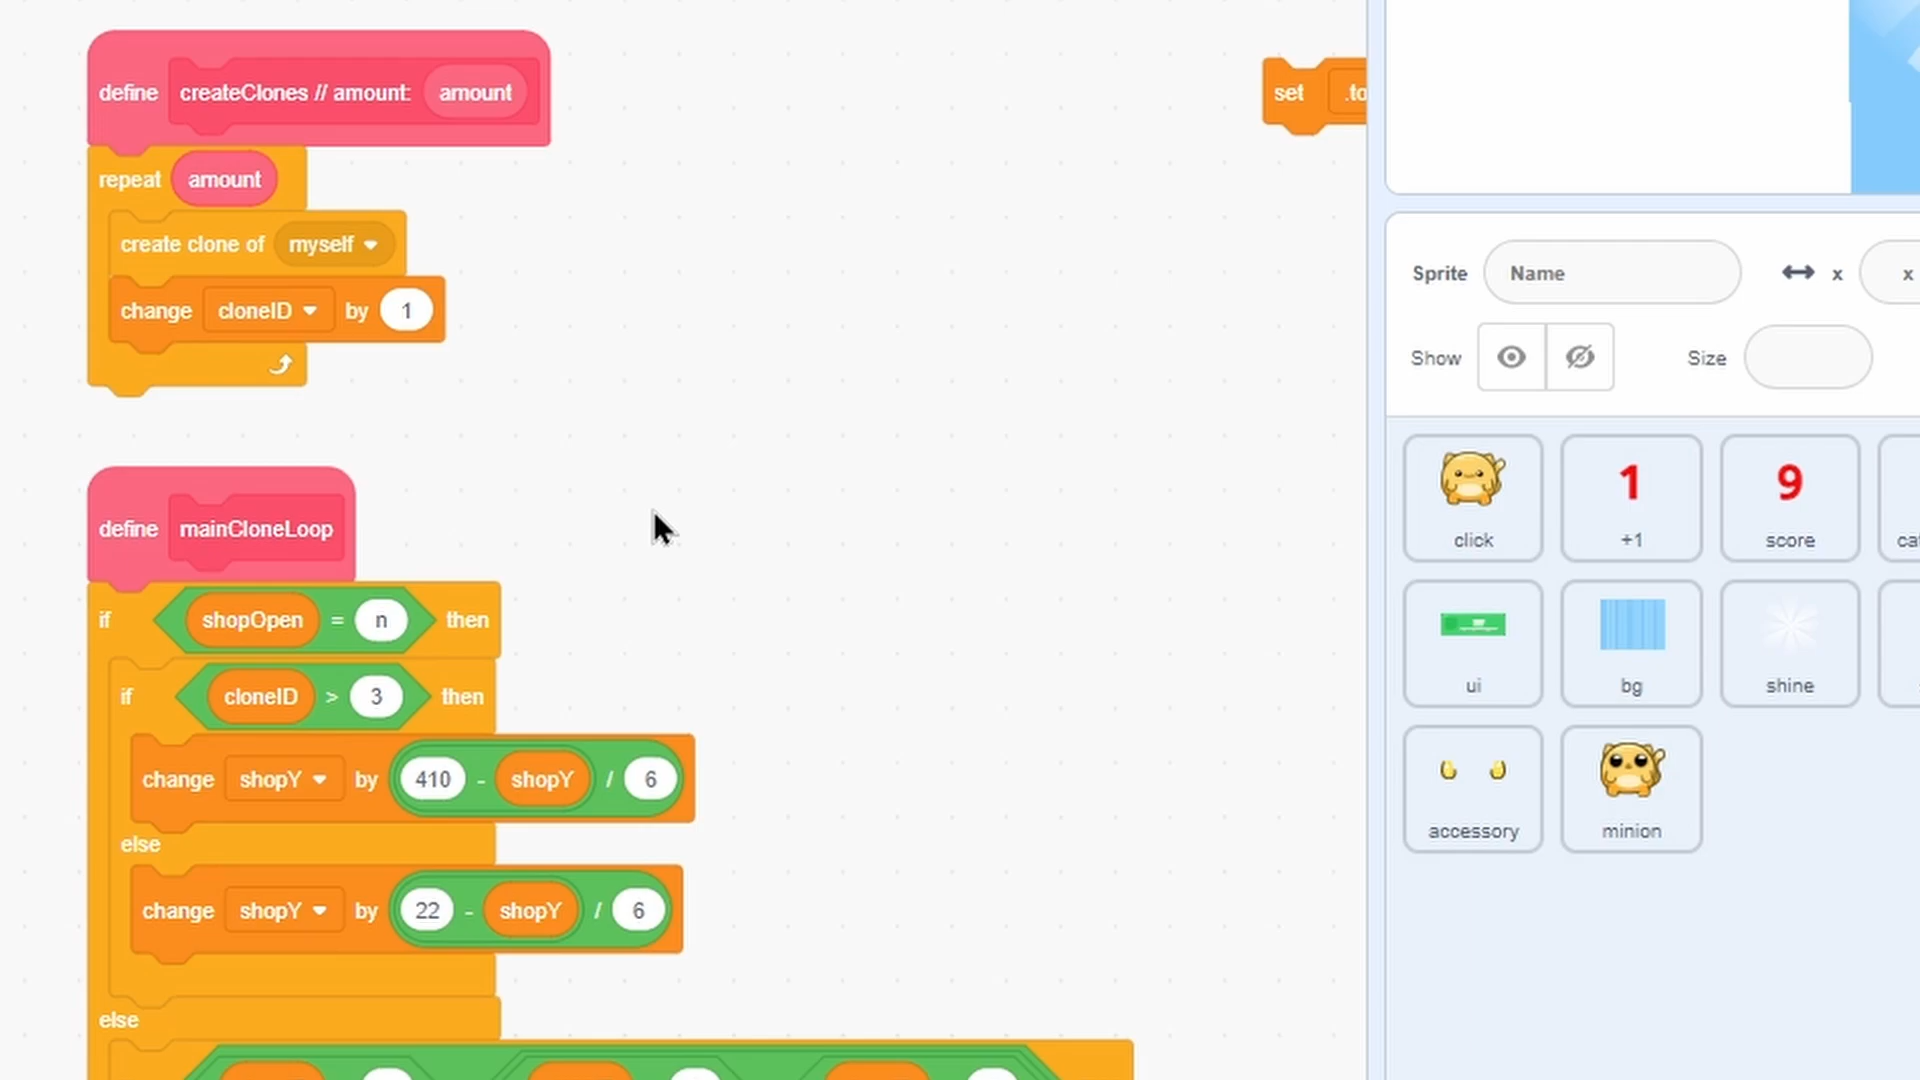 define createClones // amount: amount
repeat amount
create clone of myself
change cloneID by 1
define mainCloneLoop
if shopOpen = n then
if cloneID > 3 then
change shopY by 410 - shopY / 6
else
change shopY by 22 - shopY / 6
else
set .to
Sprite Name x x
Show Size
1
9
click +1 score
ui bg shine
accessory minion